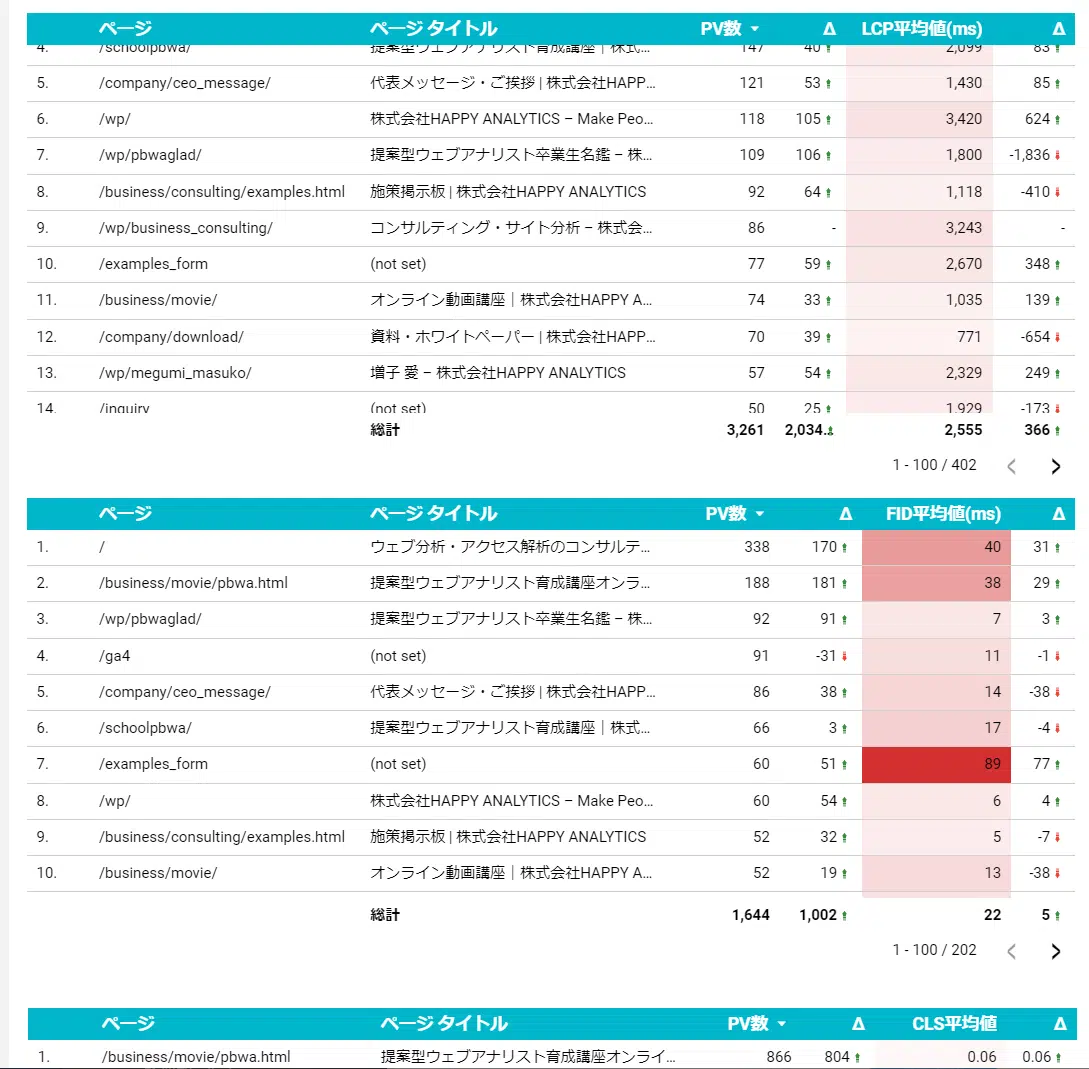 ページ ページ タイトル PV数 Δ LCP平均値(ms) Δ
4. /schoolpbwa/ 提案型ウェブアナリスト育成講座｜株式... 147 40 2,099 83
5. /company/ceo_message/ 代表メッセージ・ご挨拶 | 株式会社HAPP... 121 53 1,430 85
6. /wp/ 株式会社HAPPY ANALYTICS – Make Peo... 118 105 3,420 624
7. /wp/pbwaglad/ 提案型ウェブアナリスト卒業生名鑑 – 株... 109 106 1,800 -1,836
8. /business/consulting/examples.html 施策掲示板 | 株式会社HAPPY ANALYTICS 92 64 1,118 -410
9. /wp/business_consulting/ コンサルティング・サイト分析 – 株式会... 86 - 3,243 -
10. /examples_form (not set) 77 59 2,670 348
11. /business/movie/ オンライン動画講座｜株式会社HAPPY A... 74 33 1,035 139
12. /company/download/ 資料・ホワイトペーパー | 株式会社HAPP... 70 39 771 -654
13. /wp/megumi_masuko/ 増子 愛 – 株式会社HAPPY ANALYTICS 57 54 2,329 249
14. /inquiry (not set) 50 25 1,929 -173
総計 3,261 2,034... 2,555 366
1 - 100 / 402 < >
ページ ページ タイトル PV数 Δ FID平均値(ms) Δ
1. / ウェブ分析・アクセス解析のコンサルテ... 338 170 40 31
2. /business/movie/pbwa.html 提案型ウェブアナリスト育成講座オンラ... 188 181 38 29
3. /wp/pbwaglad/ 提案型ウェブアナリスト卒業生名鑑 – 株... 92 91 7 3
4. /ga4 (not set) 91 -31 11 -1
5. /company/ceo_message/ 代表メッセージ・ご挨拶 | 株式会社HAPP... 86 38 14 -38
6. /schoolpbwa/ 提案型ウェブアナリスト育成講座｜株式... 66 3 17 -4
7. /examples_form (not set) 60 51 89 77
8. /wp/ 株式会社HAPPY ANALYTICS – Make Peo... 60 54 6 4
9. /business/consulting/examples.html 施策掲示板 | 株式会社HAPPY ANALYTICS 52 32 5 -7
10. /business/movie/ オンライン動画講座｜株式会社HAPPY A... 52 19 13 -38
総計 1,644 1,002 22 5
1 - 100 / 202 < >
ページ ページ タイトル PV数 Δ CLS平均値 Δ
1. /business/movie/pbwa.html 提案型ウェブアナリスト育成講座オンライ... 866 804 0.06 0.06